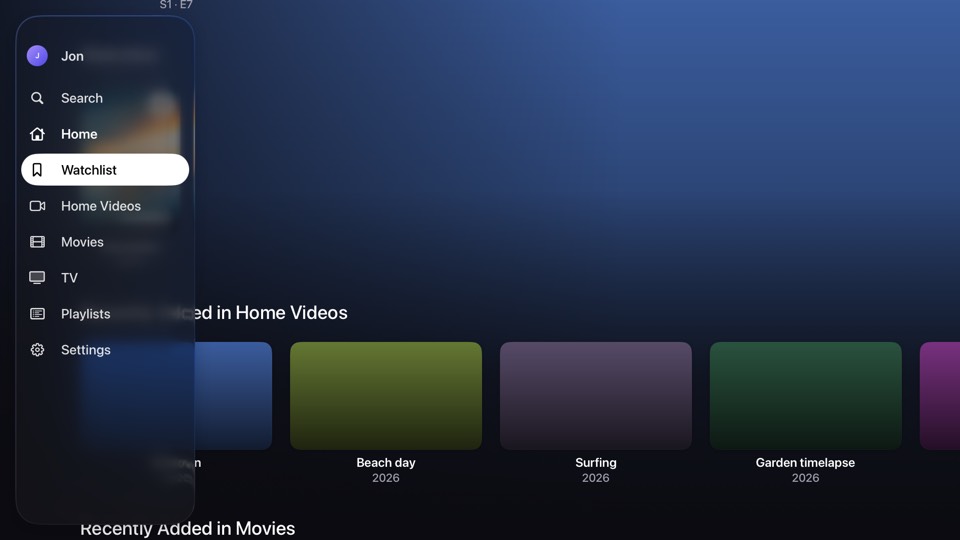 S1 · E7
J
Jon
Search
Home
Watchlist
Home Videos
Movies
TV
Playlists
Settings
in Home Videos
Beach day
2026
Surfing
2026
Garden timelapse
2026
Recently Added in Movies